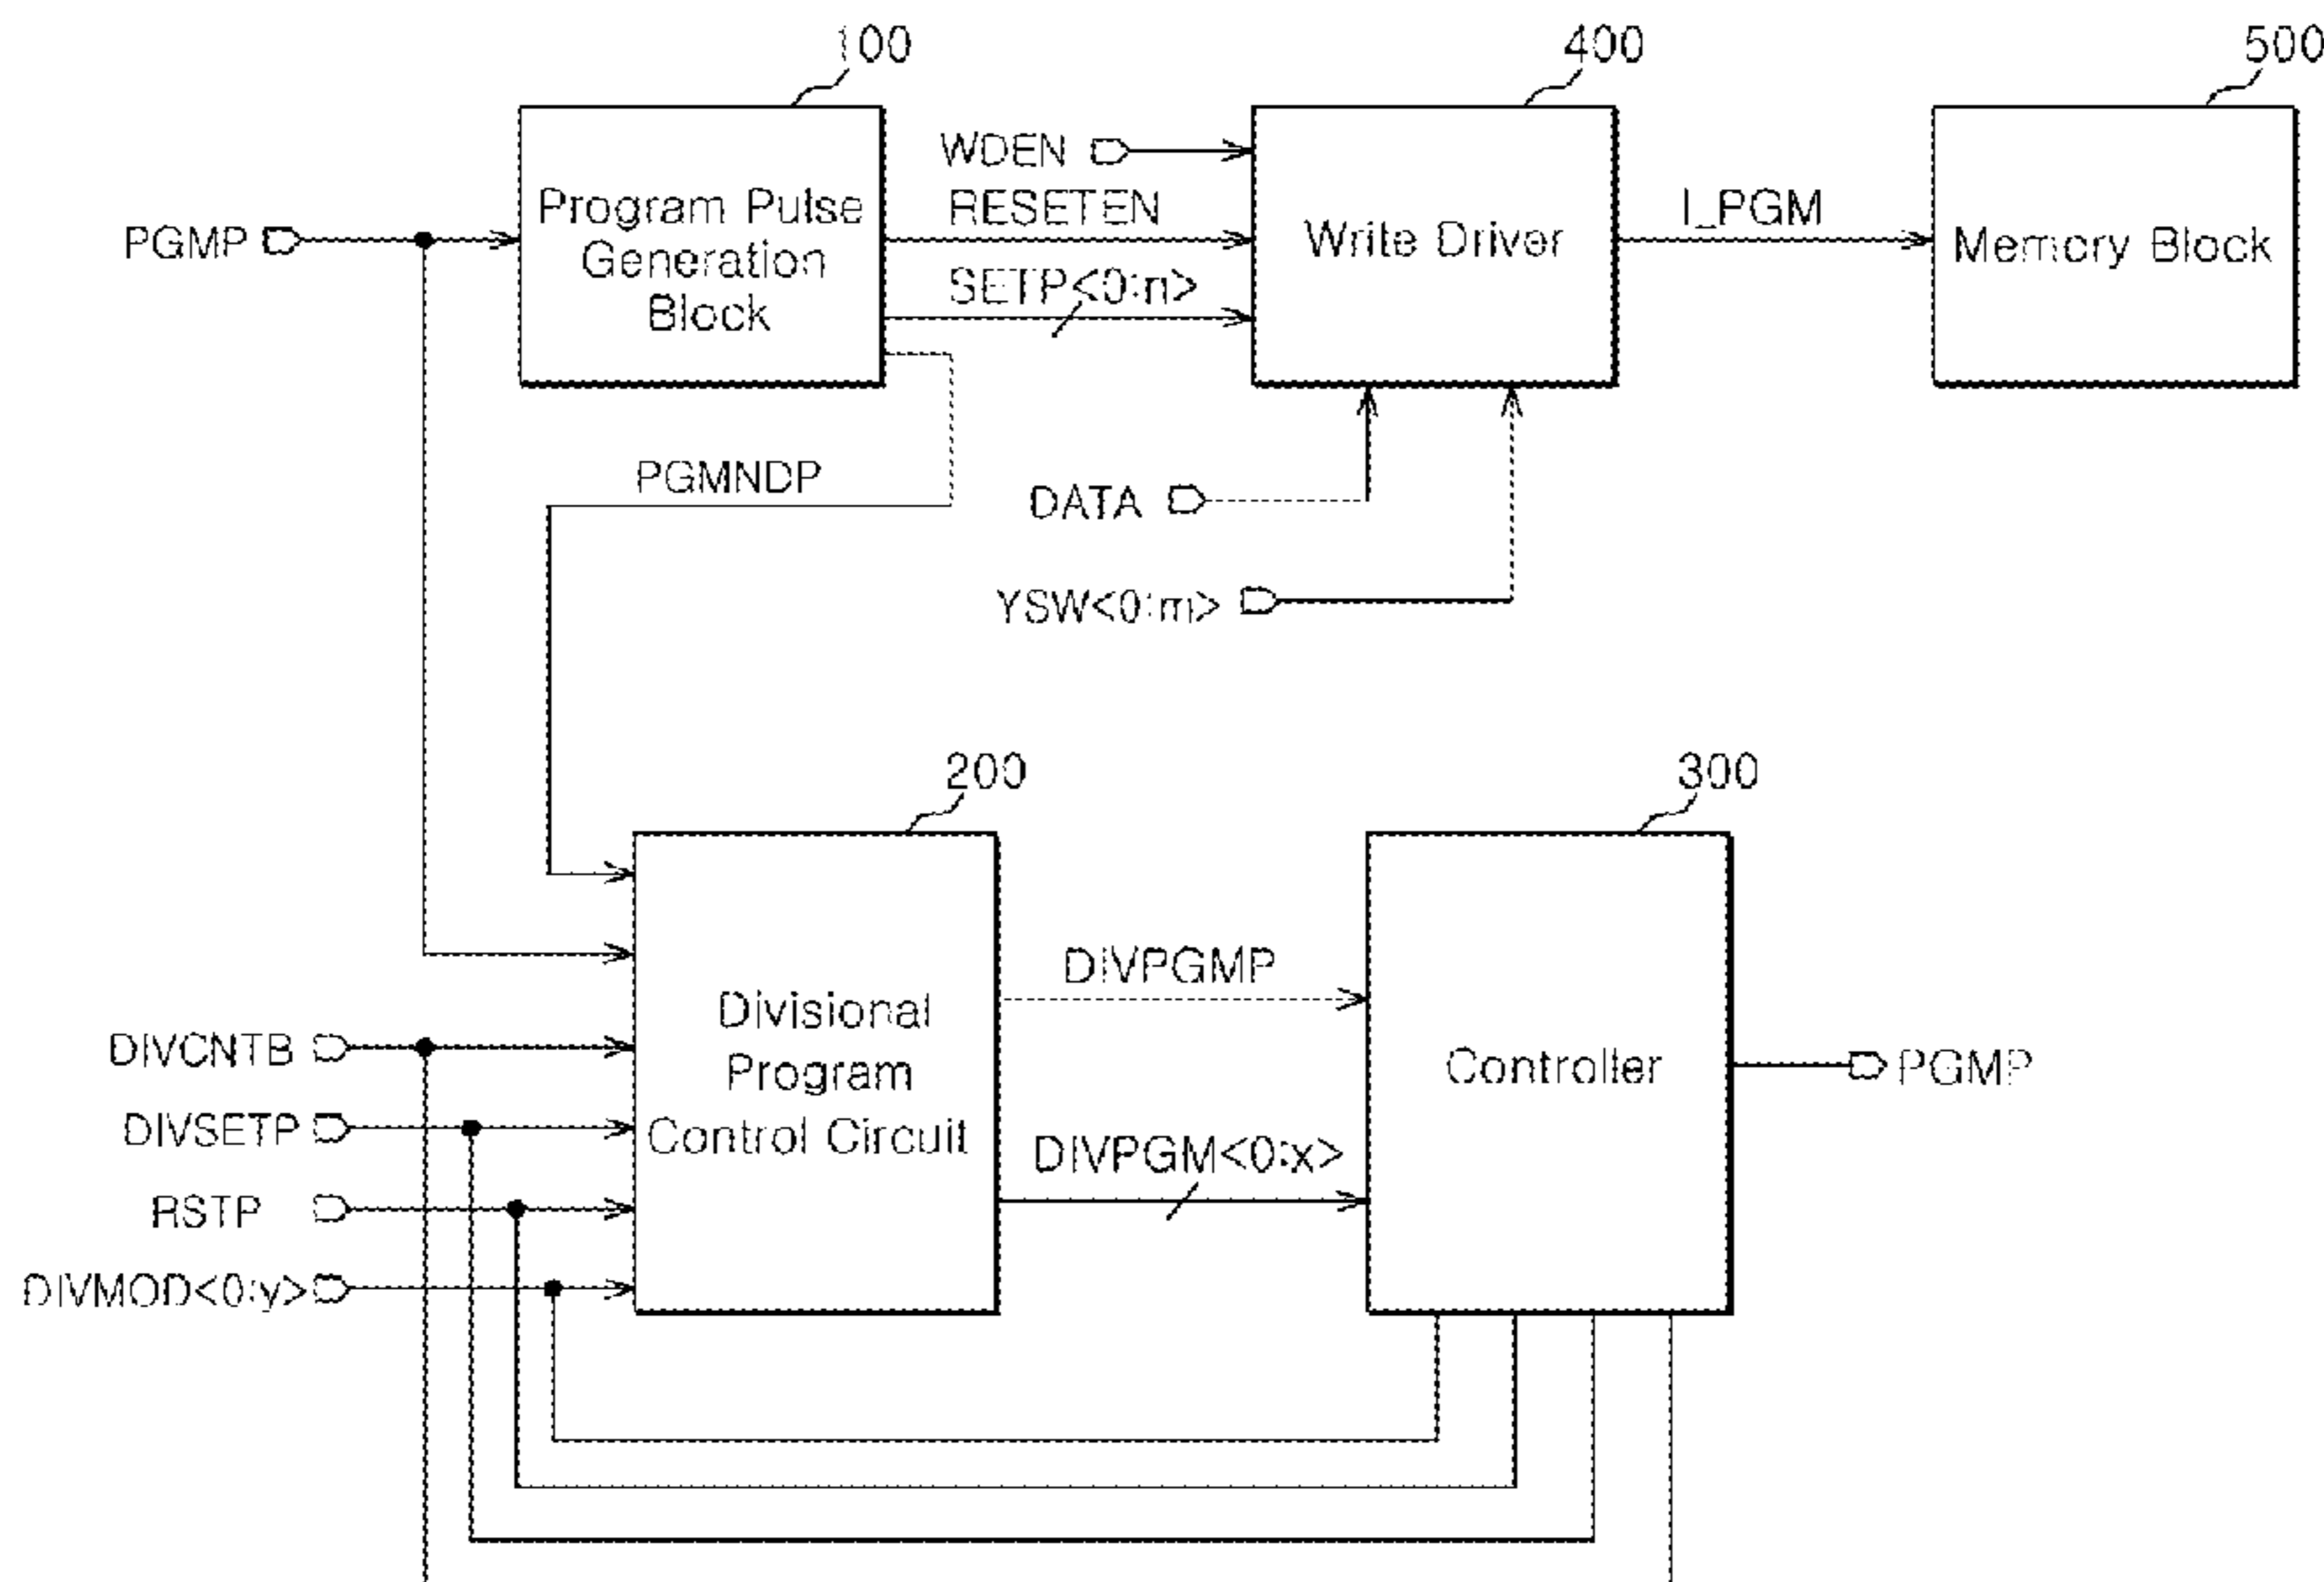 100
400
500
PGMP
Program Pulse
Generation
Block
WDEN
RESETEN
SETP<0:n>
Write Driver
I_PGM
Memory Block
PGMNDP
DATA
YSW<0:m>
200
300
DIVCNTB
DIVSETP
RSTP
DIVMOD<0:y>
Divisional
Program
Control Circuit
DIVPGMP
DIVPGM<0:x>
Controller
PGMP